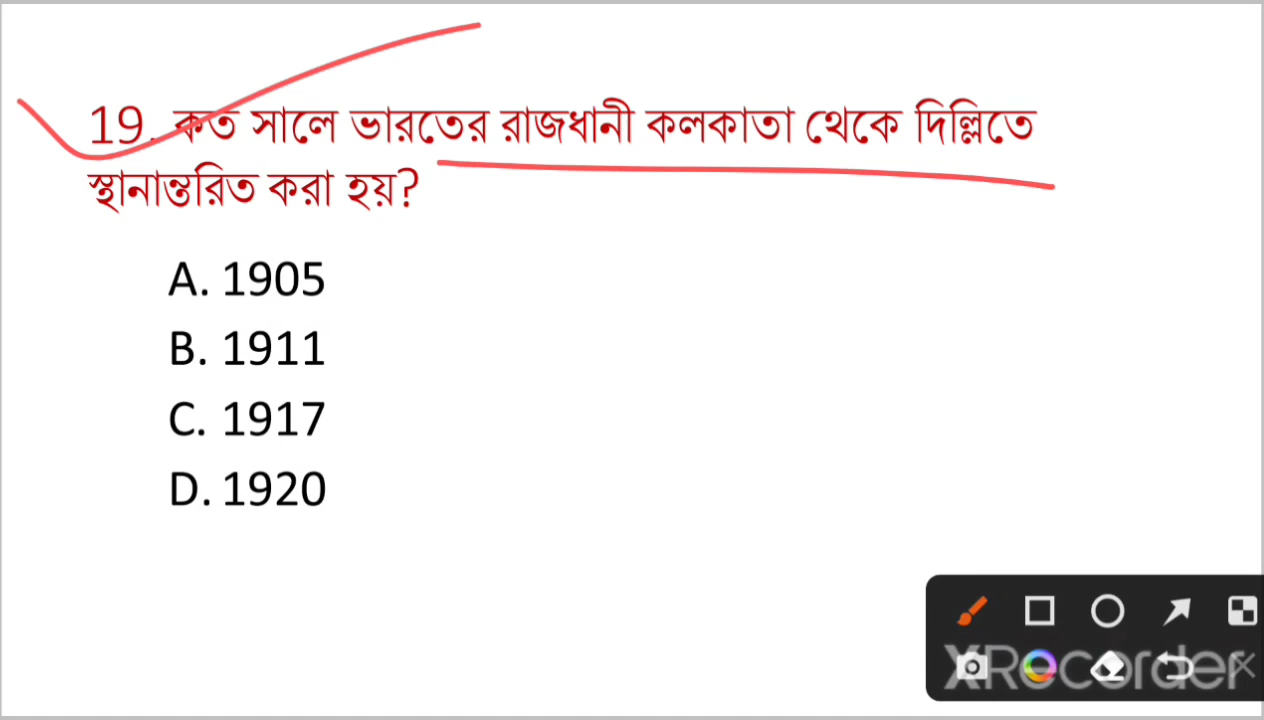 19. কত সালে ভারতের রাজধানী কলকাতা থেকে দিল্লিতে
স্থানান্তরিত করা হয়?
A. 1905
B. 1911
C. 1917
D. 1920
XRecorder